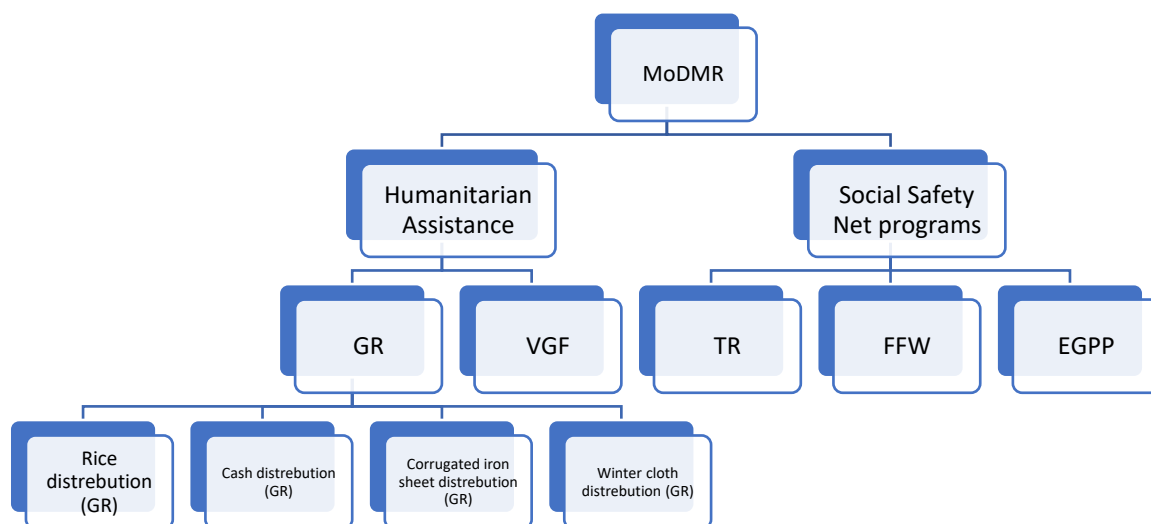 MoDMR
Humanitarian
Assistance
Social Safety
Net programs
GR
VGF
TR
FFW
EGPP
Rice
distrebution
(GR)
Cash distrebution
(GR)
Corrugated iron
sheet distrebution
(GR)
Winter cloth
distrebution (GR)